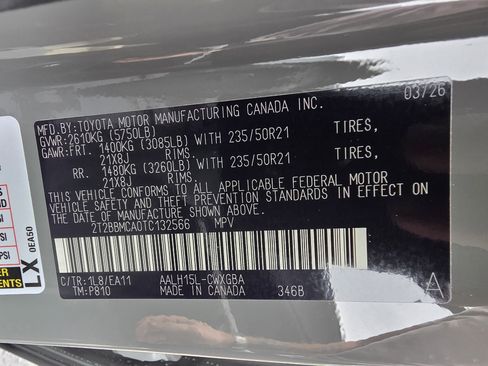 MFD.BY:TOYOTA MOTOR MANUFACTURING CANADA INC. 03/26
GVWR:2610KG (5750LB)
GAWR:FRT. 1400KG (3085LB) WITH 235/50R21 TIRES,
21X8J RIMS.
RR. 1480KG (3260LB) WITH 235/50R21 TIRES,
21X8J RIMS.
THIS VEHICLE CONFORMS TO ALL APPLICABLE FEDERAL MOTOR
VEHICLE SAFETY AND THEFT PREVENTION STANDARDS IN EFFECT ON
THE DATE OF MANUFACTURE SHOWN ABOVE.
2T2BBMCA0TC132566 MPV
C/TR:1L8/EA11 AALH15L-CWXGBA
TM:P810 MADE IN CANADA 346B A
LX
0EA50